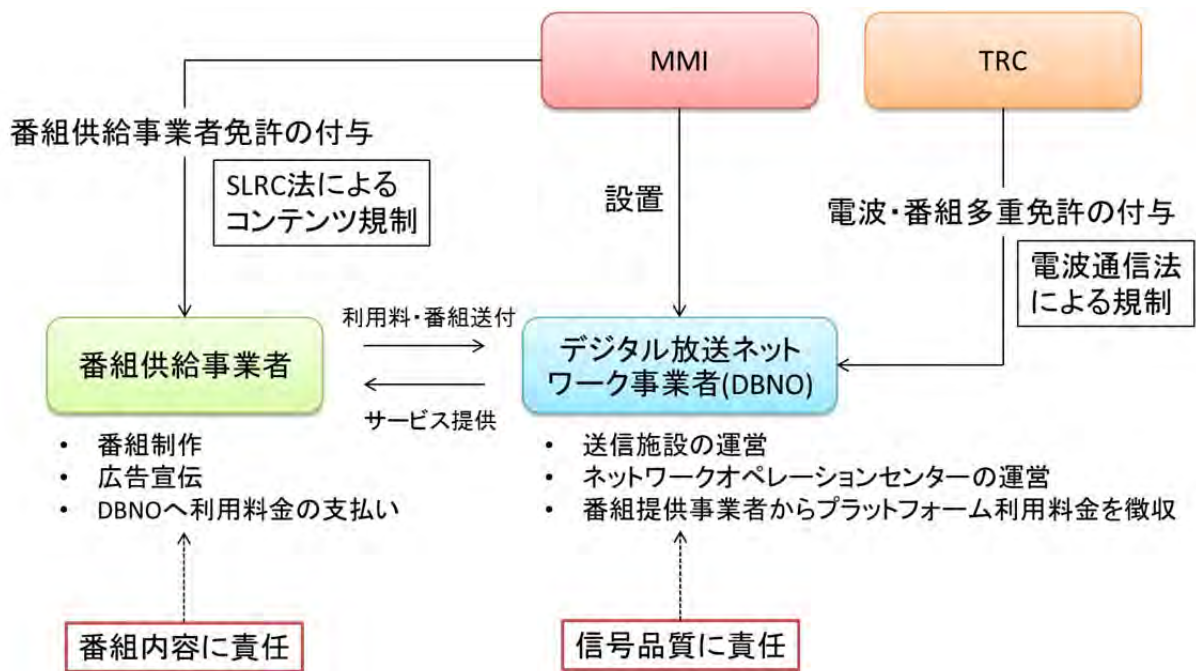 MMI
TRC
番組供給事業者免許の付与
SLRC法による
コンテンツ規制
設置
電波・番組多重免許の付与
電波通信法
による規制
番組供給事業者
利用料・番組送付
サービス提供
デジタル放送ネット
ワーク事業者(DBNO)
• 番組制作
• 広告宣伝
• DBNOへ利用料金の支払い
• 送信施設の運営
• ネットワークオペレーションセンターの運営
• 番組提供事業者からプラットフォーム利用料金を徴収
番組内容に責任
信号品質に責任